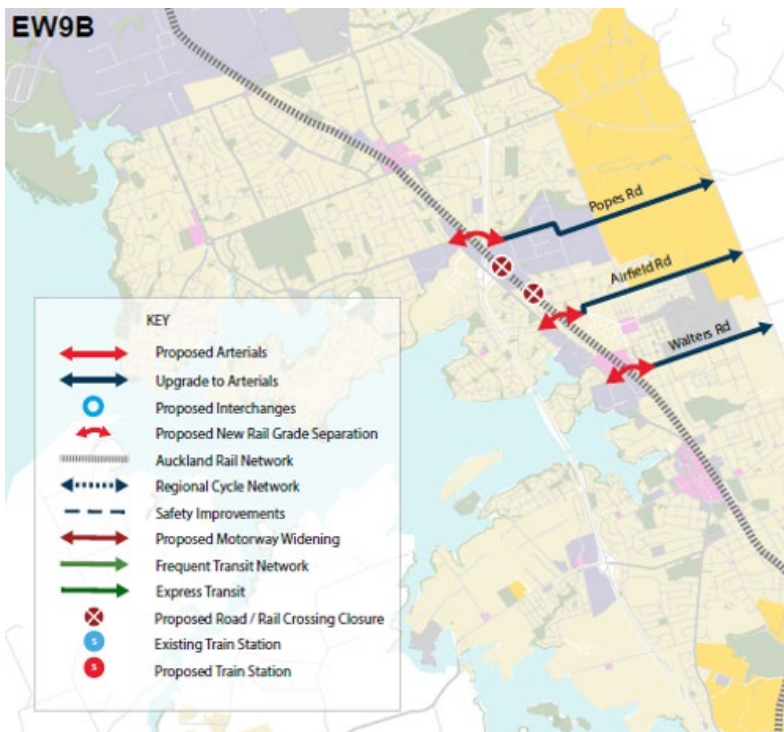 EW9B
Popes Rd
Airfield Rd
Walters Rd
KEY
Proposed Arterials
Upgrade to Arterials
Proposed Interchanges
Proposed New Rail Grade Separation
Auckland Rail Network
Regional Cycle Network
Safety Improvements
Proposed Motorway Widening
Frequent Transit Network
Express Transit
Proposed Road / Rail Crossing Closure
S Existing Train Station
S Proposed Train Station